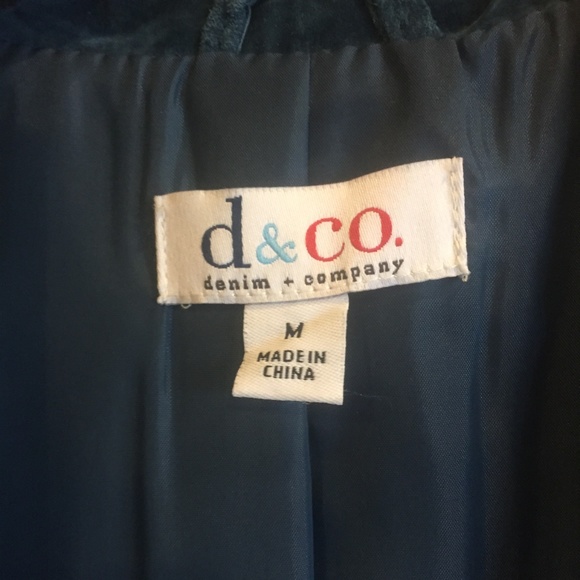 d&co.
denim + company
M
MADE IN
CHINA